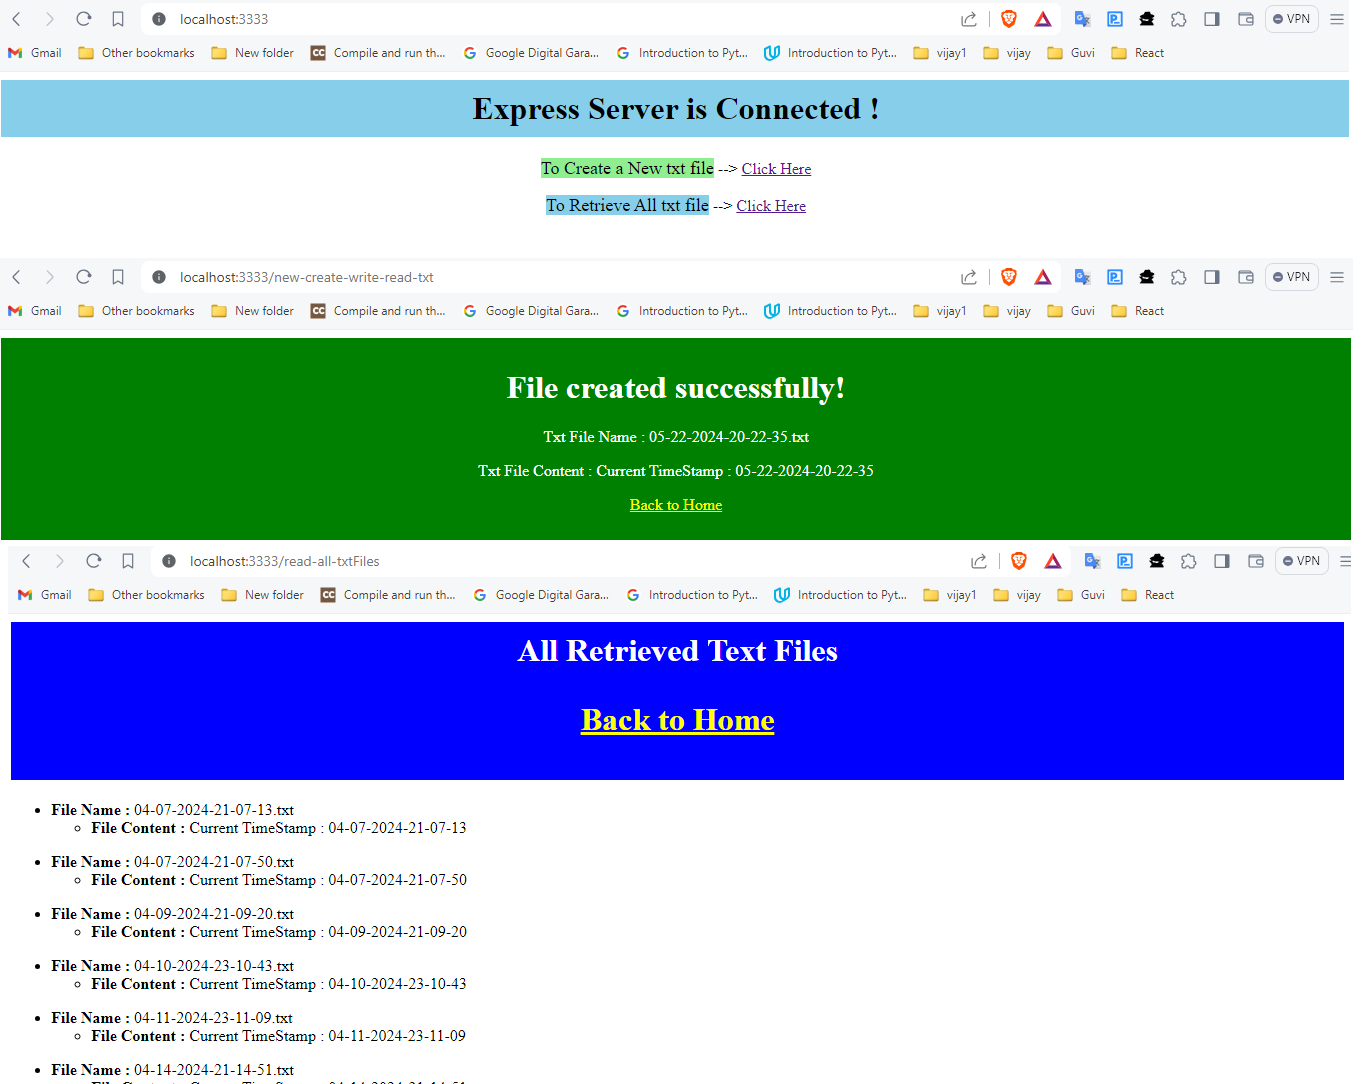 localhost:3333
VPN
Gmail Other bookmarks New folder Compile and run th... Google Digital Gara... Introduction to Pyt... Introduction to Pyt... vijay1 vijay Guvi React
Express Server is Connected !
To Create a New txt file --> Click Here
To Retrieve All txt file --> Click Here
localhost:3333/new-create-write-read-txt
VPN
Gmail Other bookmarks New folder Compile and run th... Google Digital Gara... Introduction to Pyt... Introduction to Pyt... vijay1 vijay Guvi React
File created successfully!
Txt File Name : 05-22-2024-20-22-35.txt
Txt File Content : Current TimeStamp : 05-22-2024-20-22-35
Back to Home
localhost:3333/read-all-txtFiles
VPN
Gmail Other bookmarks New folder Compile and run th... Google Digital Gara... Introduction to Pyt... Introduction to Pyt... vijay1 vijay Guvi React
All Retrieved Text Files
Back to Home
File Name : 04-07-2024-21-07-13.txt
File Content : Current TimeStamp : 04-07-2024-21-07-13
File Name : 04-07-2024-21-07-50.txt
File Content : Current TimeStamp : 04-07-2024-21-07-50
File Name : 04-09-2024-21-09-20.txt
File Content : Current TimeStamp : 04-09-2024-21-09-20
File Name : 04-10-2024-23-10-43.txt
File Content : Current TimeStamp : 04-10-2024-23-10-43
File Name : 04-11-2024-23-11-09.txt
File Content : Current TimeStamp : 04-11-2024-23-11-09
File Name : 04-14-2024-21-14-51.txt